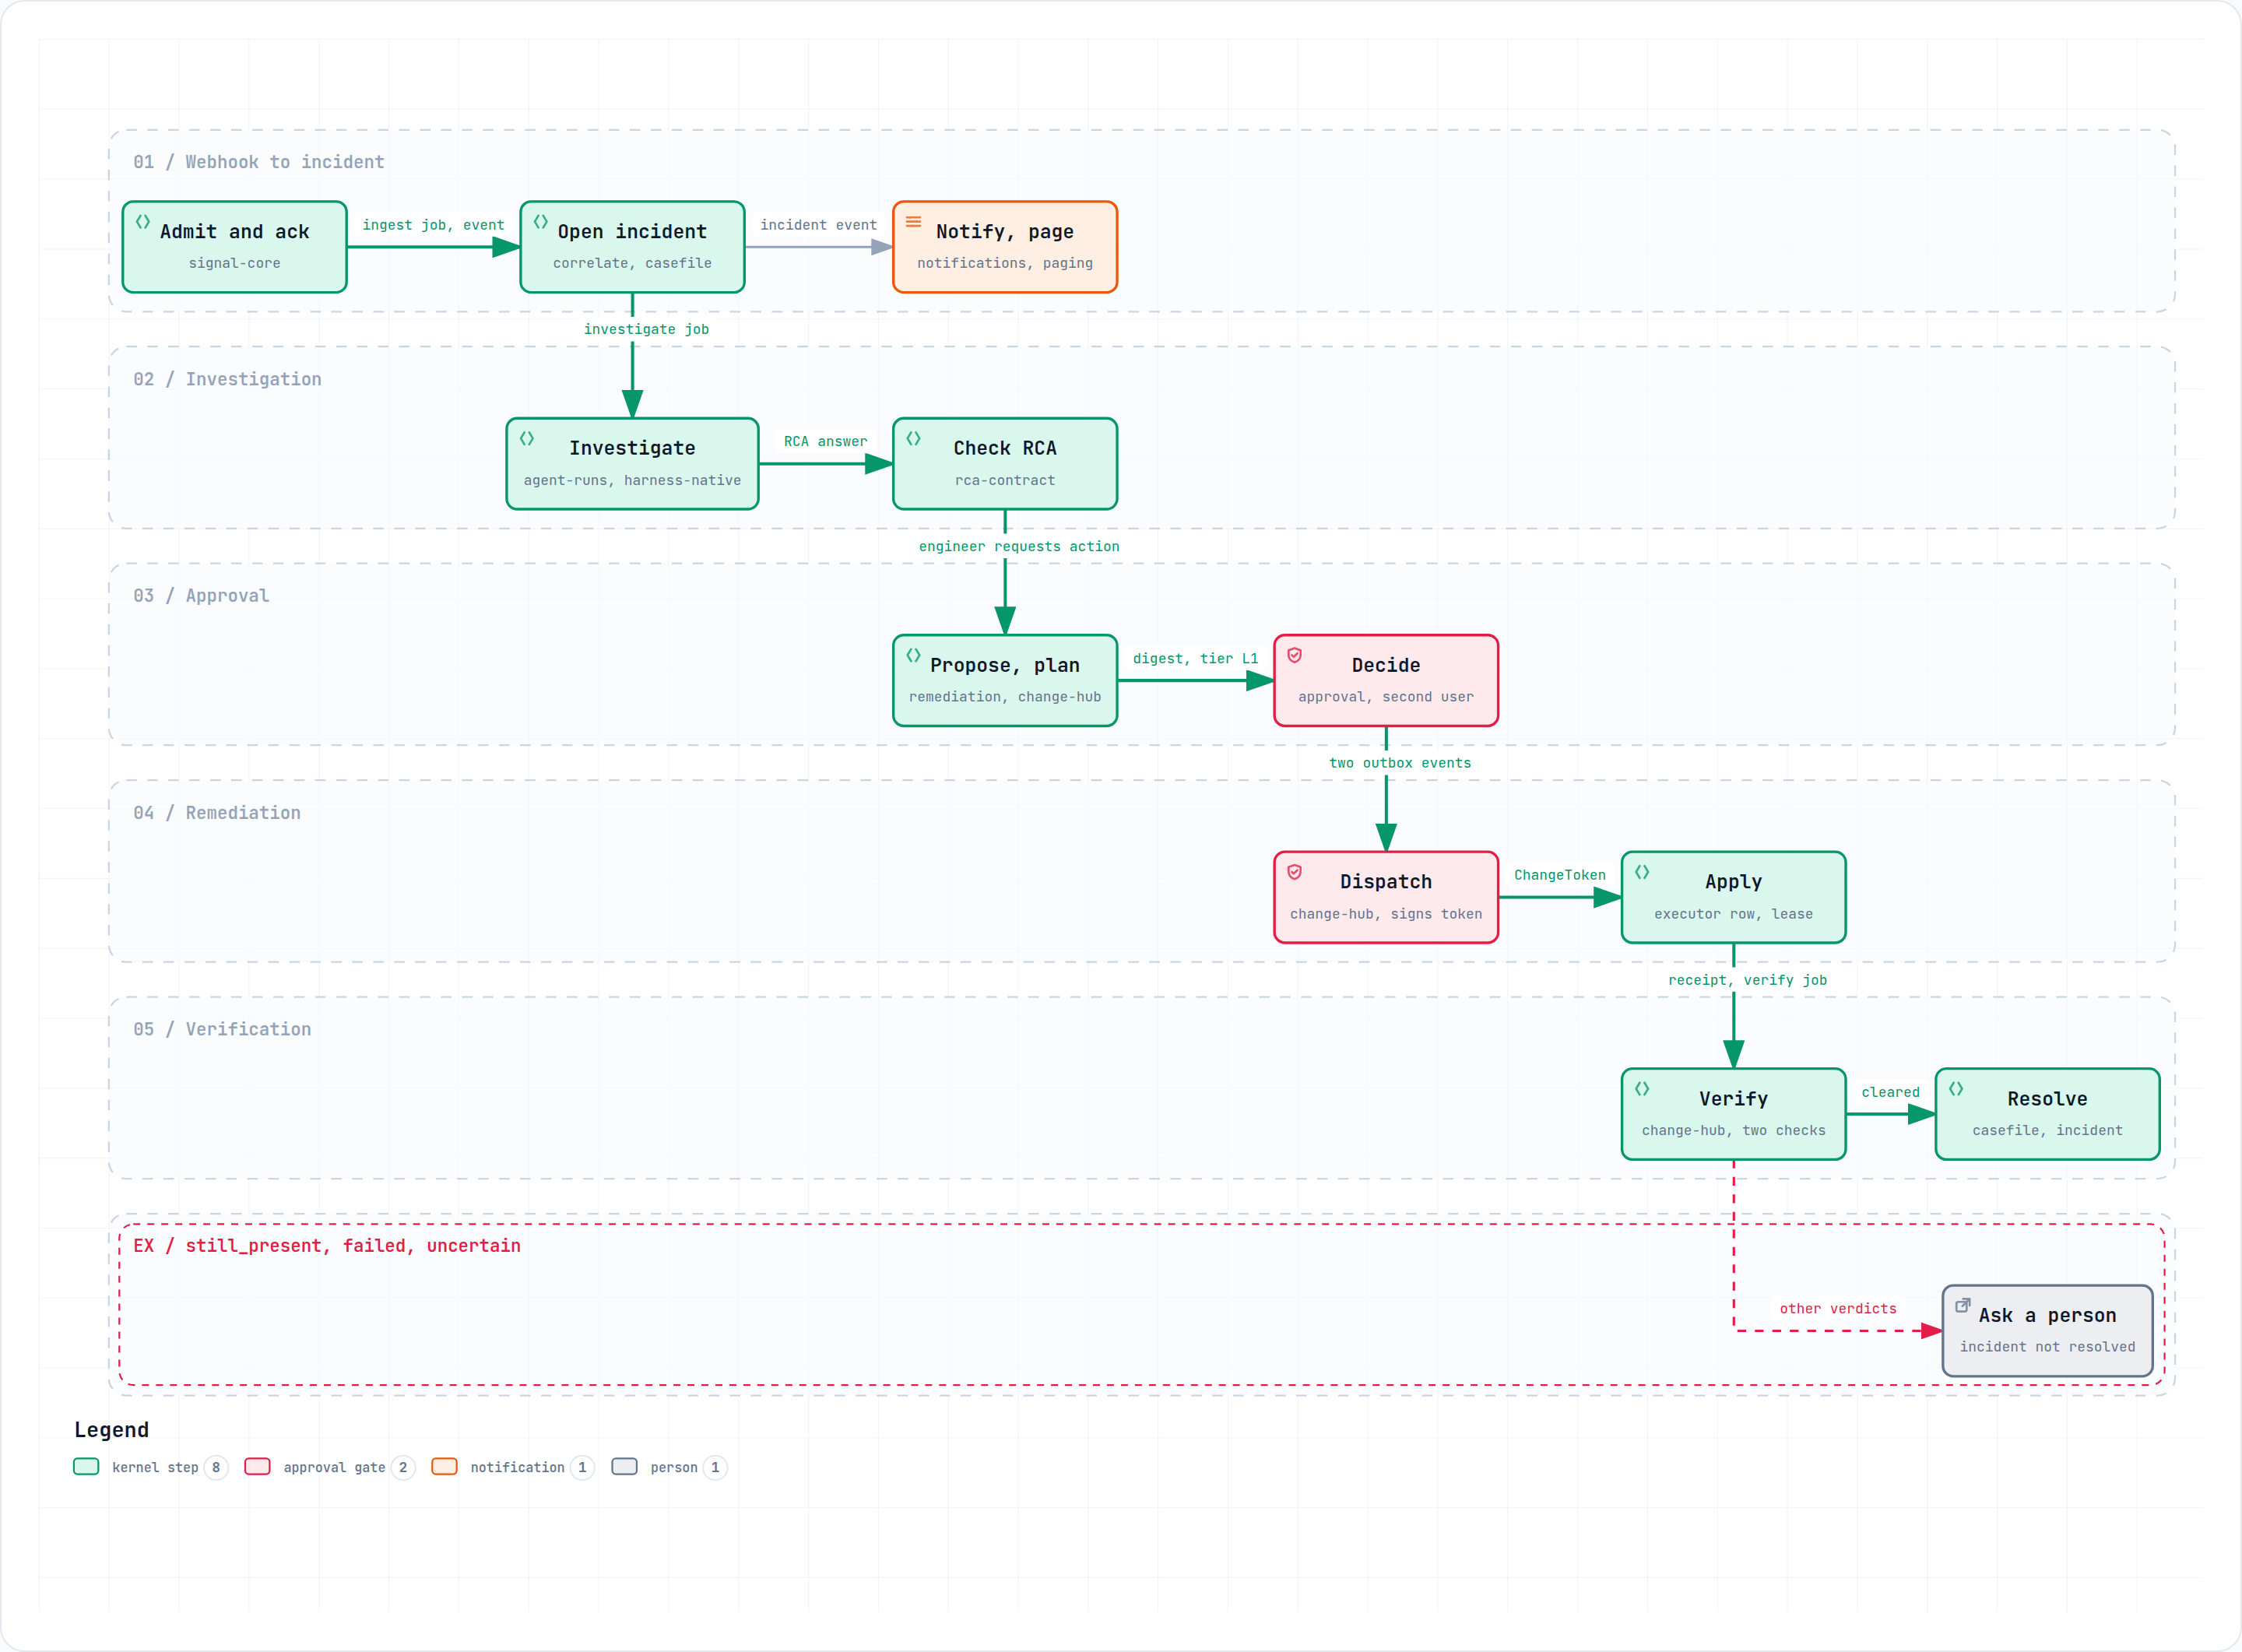 01 / Webhook to incident
Admit and ack
signal-core
ingest job, event
Open incident
correlate, casefile
incident event
Notify, page
notifications, paging
investigate job
02 / Investigation
Investigate
agent-runs, harness-native
RCA answer
Check RCA
rca-contract
engineer requests action
03 / Approval
Propose, plan
remediation, change-hub
digest, tier L1
Decide
approval, second user
two outbox events
04 / Remediation
Dispatch
change-hub, signs token
ChangeToken
Apply
executor row, lease
receipt, verify job
05 / Verification
Verify
change-hub, two checks
cleared
Resolve
casefile, incident
EX / still_present, failed, uncertain
other verdicts
Ask a person
incident not resolved
Legend
kernel step 8
approval gate 2
notification 1
person 1